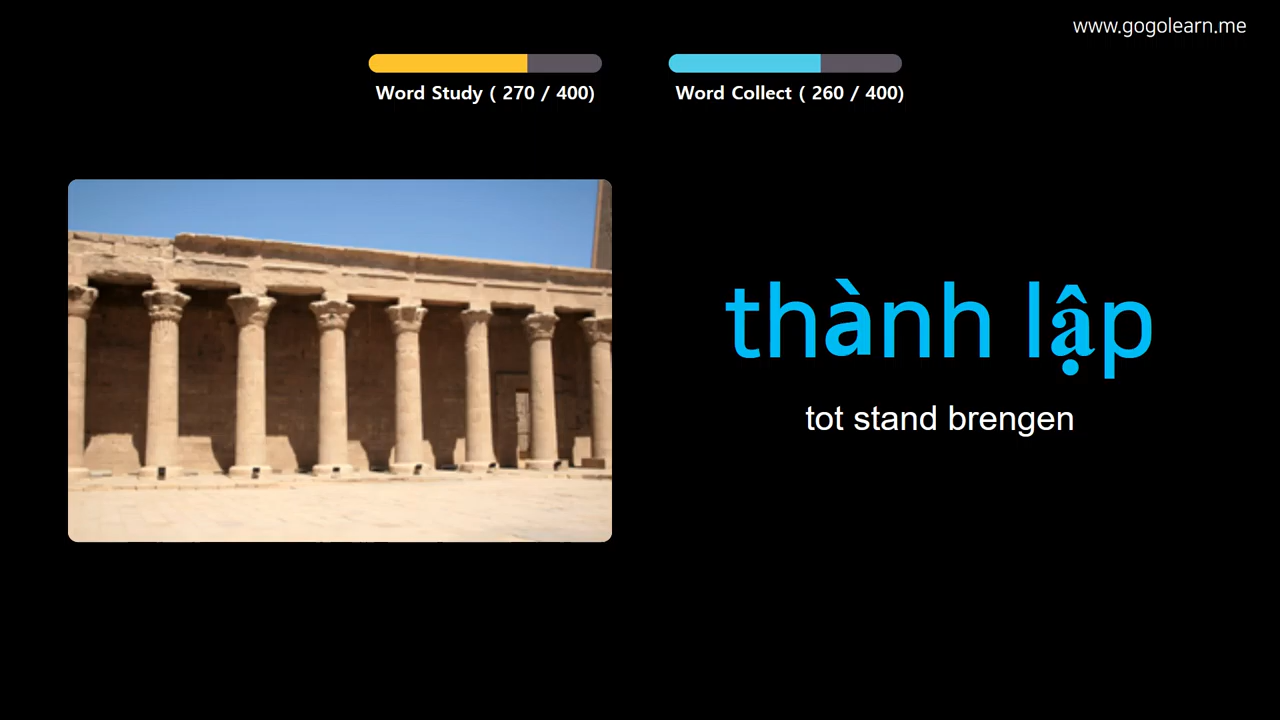 www.gogolearn.me
Word Study ( 270 / 400)
Word Collect ( 260 / 400)
thành lập
tot stand brengen